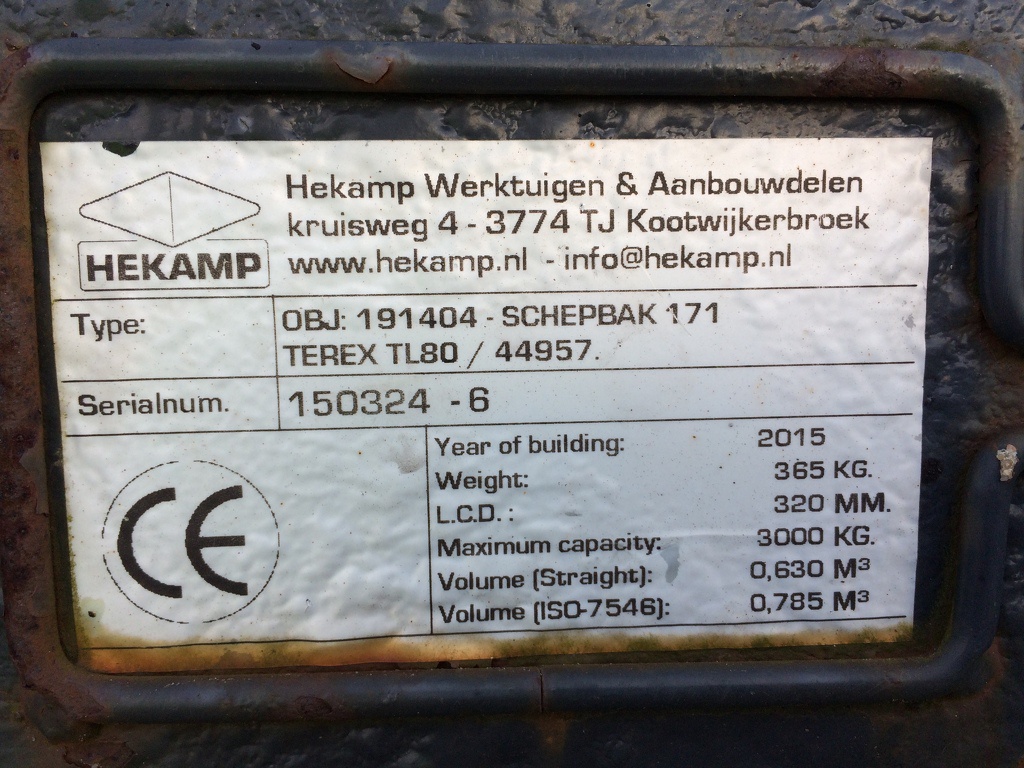 HEKAMP
Hekamp Werktuigen & Aanbouwdelen
kruisweg 4 - 3774 TJ Kootwijkerbroek
www.hekamp.nl - info@hekamp.nl
Type:
OBJ: 191404 - SCHEPBAK 171
TEREX TL80 / 44957.
Serialnum. 150324 - 6
CE
Year of building: 2015
Weight: 365 KG.
L.C.D. : 320 MM.
Maximum capacity: 3000 KG.
Volume (Straight): 0,630 M³
Volume (ISO-7546): 0,785 M³